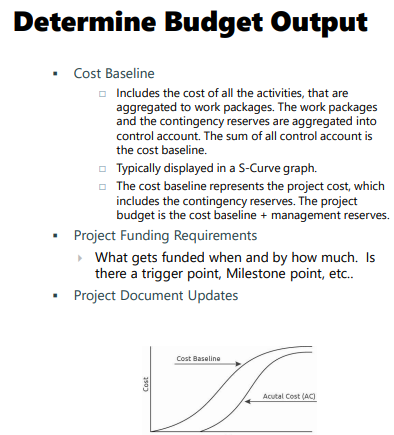 Determine Budget Output
Cost Baseline
Includes the cost of all the activities, that are
aggregated to work packages. The work packages
and the contingency reserves are aggregated into
control account. The sum of all control account is
the cost baseline.
Typically displayed in a S-Curve graph.
The cost baseline represents the project cost, which
includes the contingency reserves. The project
budget is the cost baseline + management reserves.
Project Funding Requirements
What gets funded when and by how much.  Is
there a trigger point, Milestone point, etc..
Project Document Updates
Cost Baseline
Cost
Acutal Cost (AC)